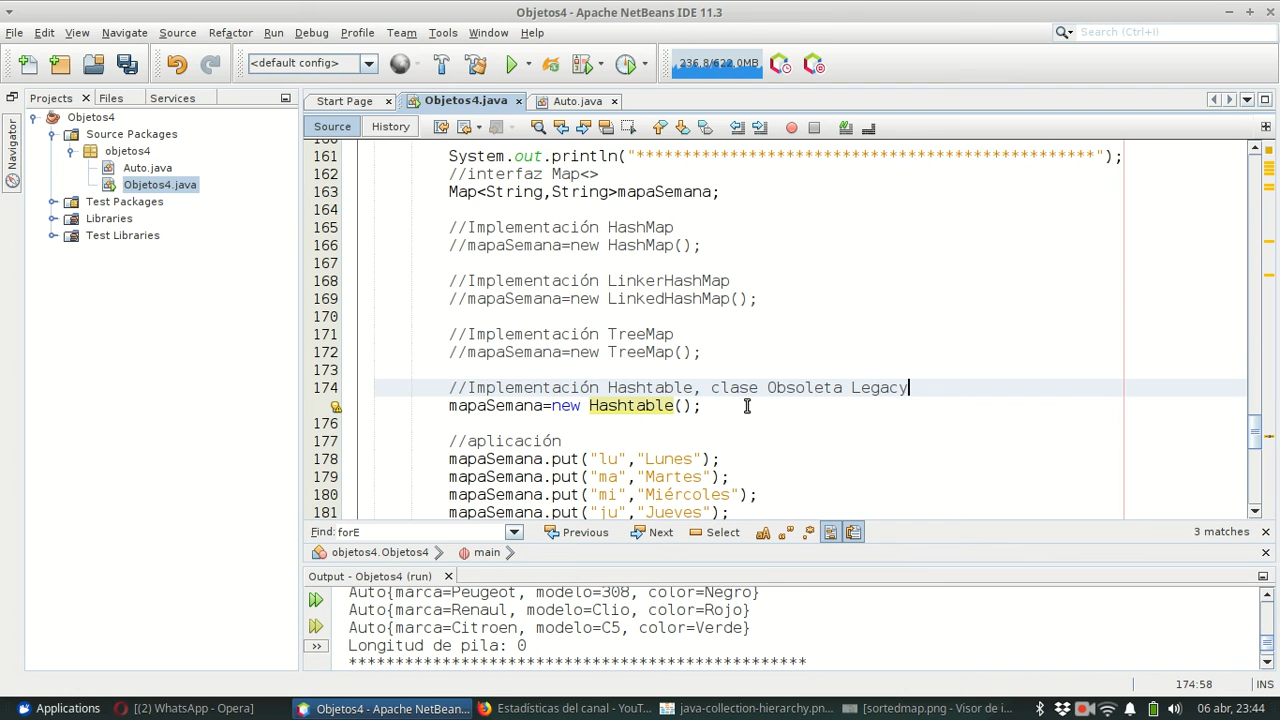 Objetos4 - Apache NetBeans IDE 11.3
File Edit View Navigate Source Refactor Run Debug Profile Team Tools Window Help
Search (Ctrl+I)
<default config>
236,8/622,0MB
Projects Files Services
Start Page Objetos4.java Auto.java
Source History
Navigator
Objetos4
Source Packages
objetos4
Auto.java
Objetos4.java
Test Packages
Libraries
Test Libraries
161 System.out.println("*************************************************");
162 //interfaz Map<>
163 Map<String,String>mapaSemana;
164
165 //Implementación HashMap
166 //mapaSemana=new HashMap();
167
168 //Implementación LinkerHashMap
169 //mapaSemana=new LinkedHashMap();
170
171 //Implementación TreeMap
172 //mapaSemana=new TreeMap();
173
174 //Implementación Hashtable, clase Obsoleta Legacy
mapaSemana=new Hashtable();
176
177 //aplicación
178 mapaSemana.put("lu","Lunes");
179 mapaSemana.put("ma","Martes");
180 mapaSemana.put("mi","Miércoles");
181 mapaSemana.put("ju","Jueves");
Find: forE Previous Next Select 3 matches
objetos4.Objetos4 main
Output - Objetos4 (run)
Auto{marca=Peugeot, modelo=308, color=Negro}
Auto{marca=Renaul, modelo=Clio, color=Rojo}
Auto{marca=Citroen, modelo=C5, color=Verde}
Longitud de pila: 0
*************************************************
174:58 INS
Applications [(2) WhatsApp - Opera] Objetos4 - Apache NetBean... Estadísticas del canal - YouT... java-collection-hierarchy.pn... [sortedmap.png - Visor de i... 06 abr, 23:44